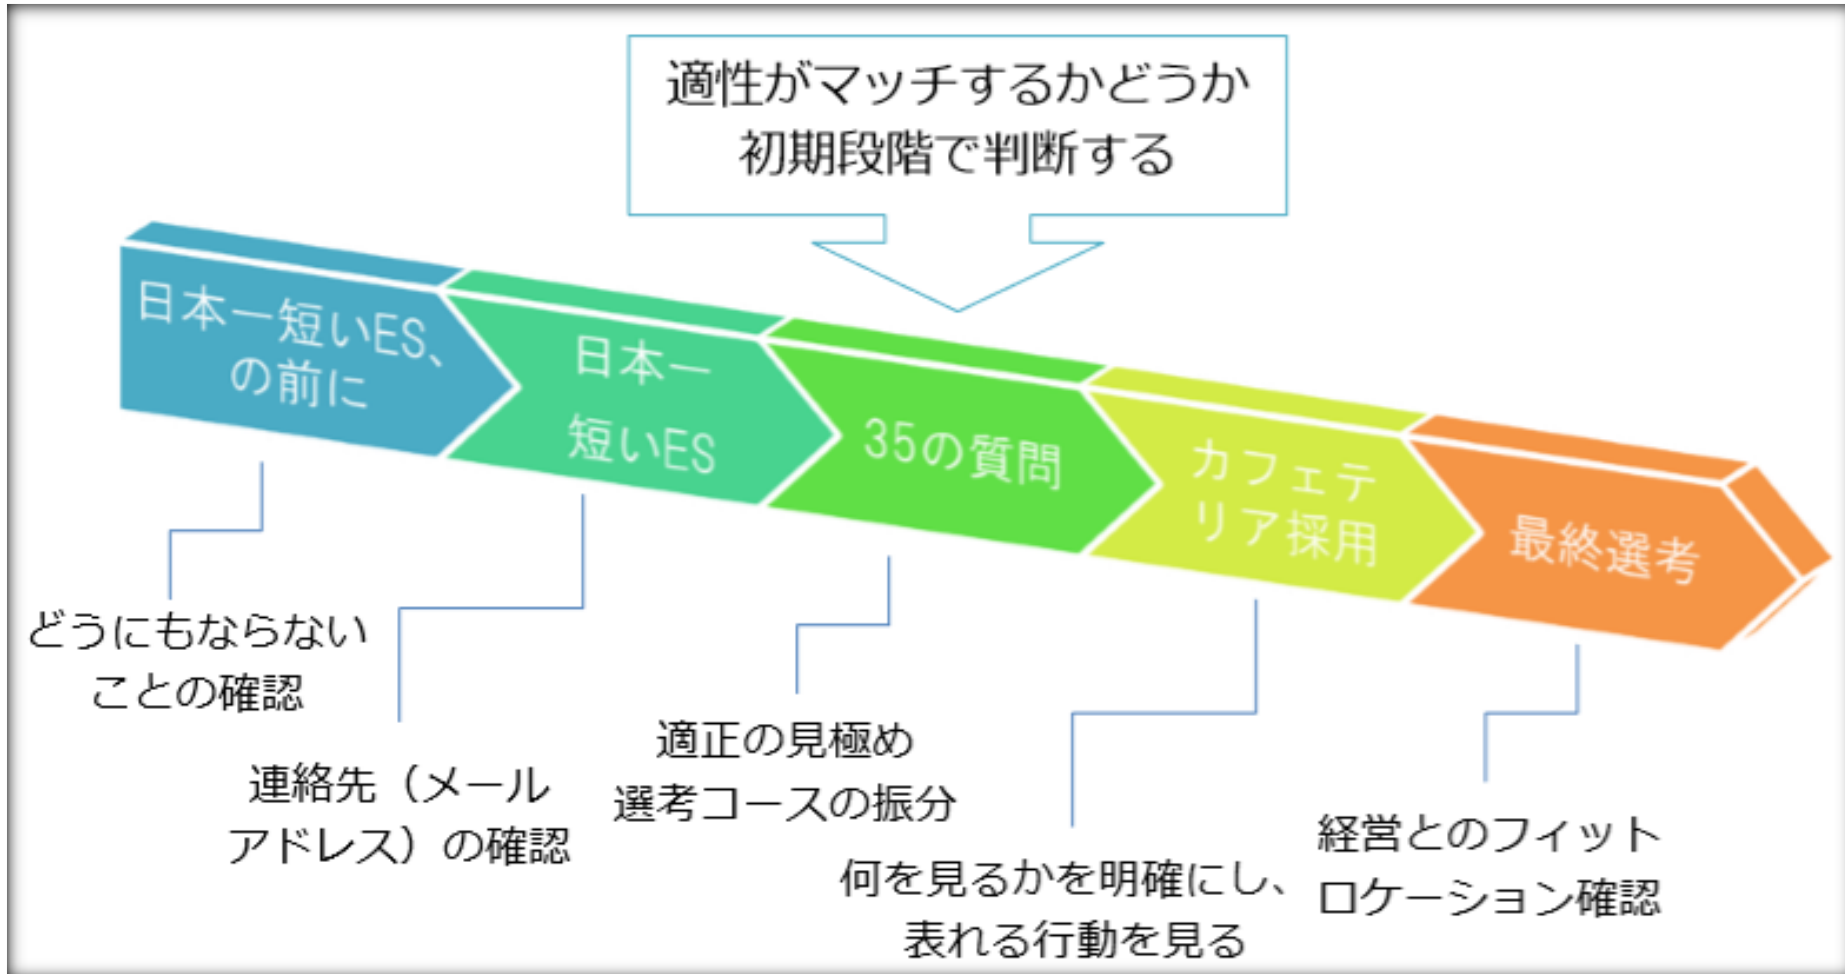 適性がマッチするかどうか
初期段階で判断する
日本一短いES、
の前に
日本一
短いES
35の質問
カフェテ
リア採用
最終選考
どうにもならない
ことの確認
連絡先（メール
アドレス）の確認
適正の見極め
選考コースの振分
何を見るかを明確にし、
表れる行動を見る
経営とのフィット
ロケーション確認